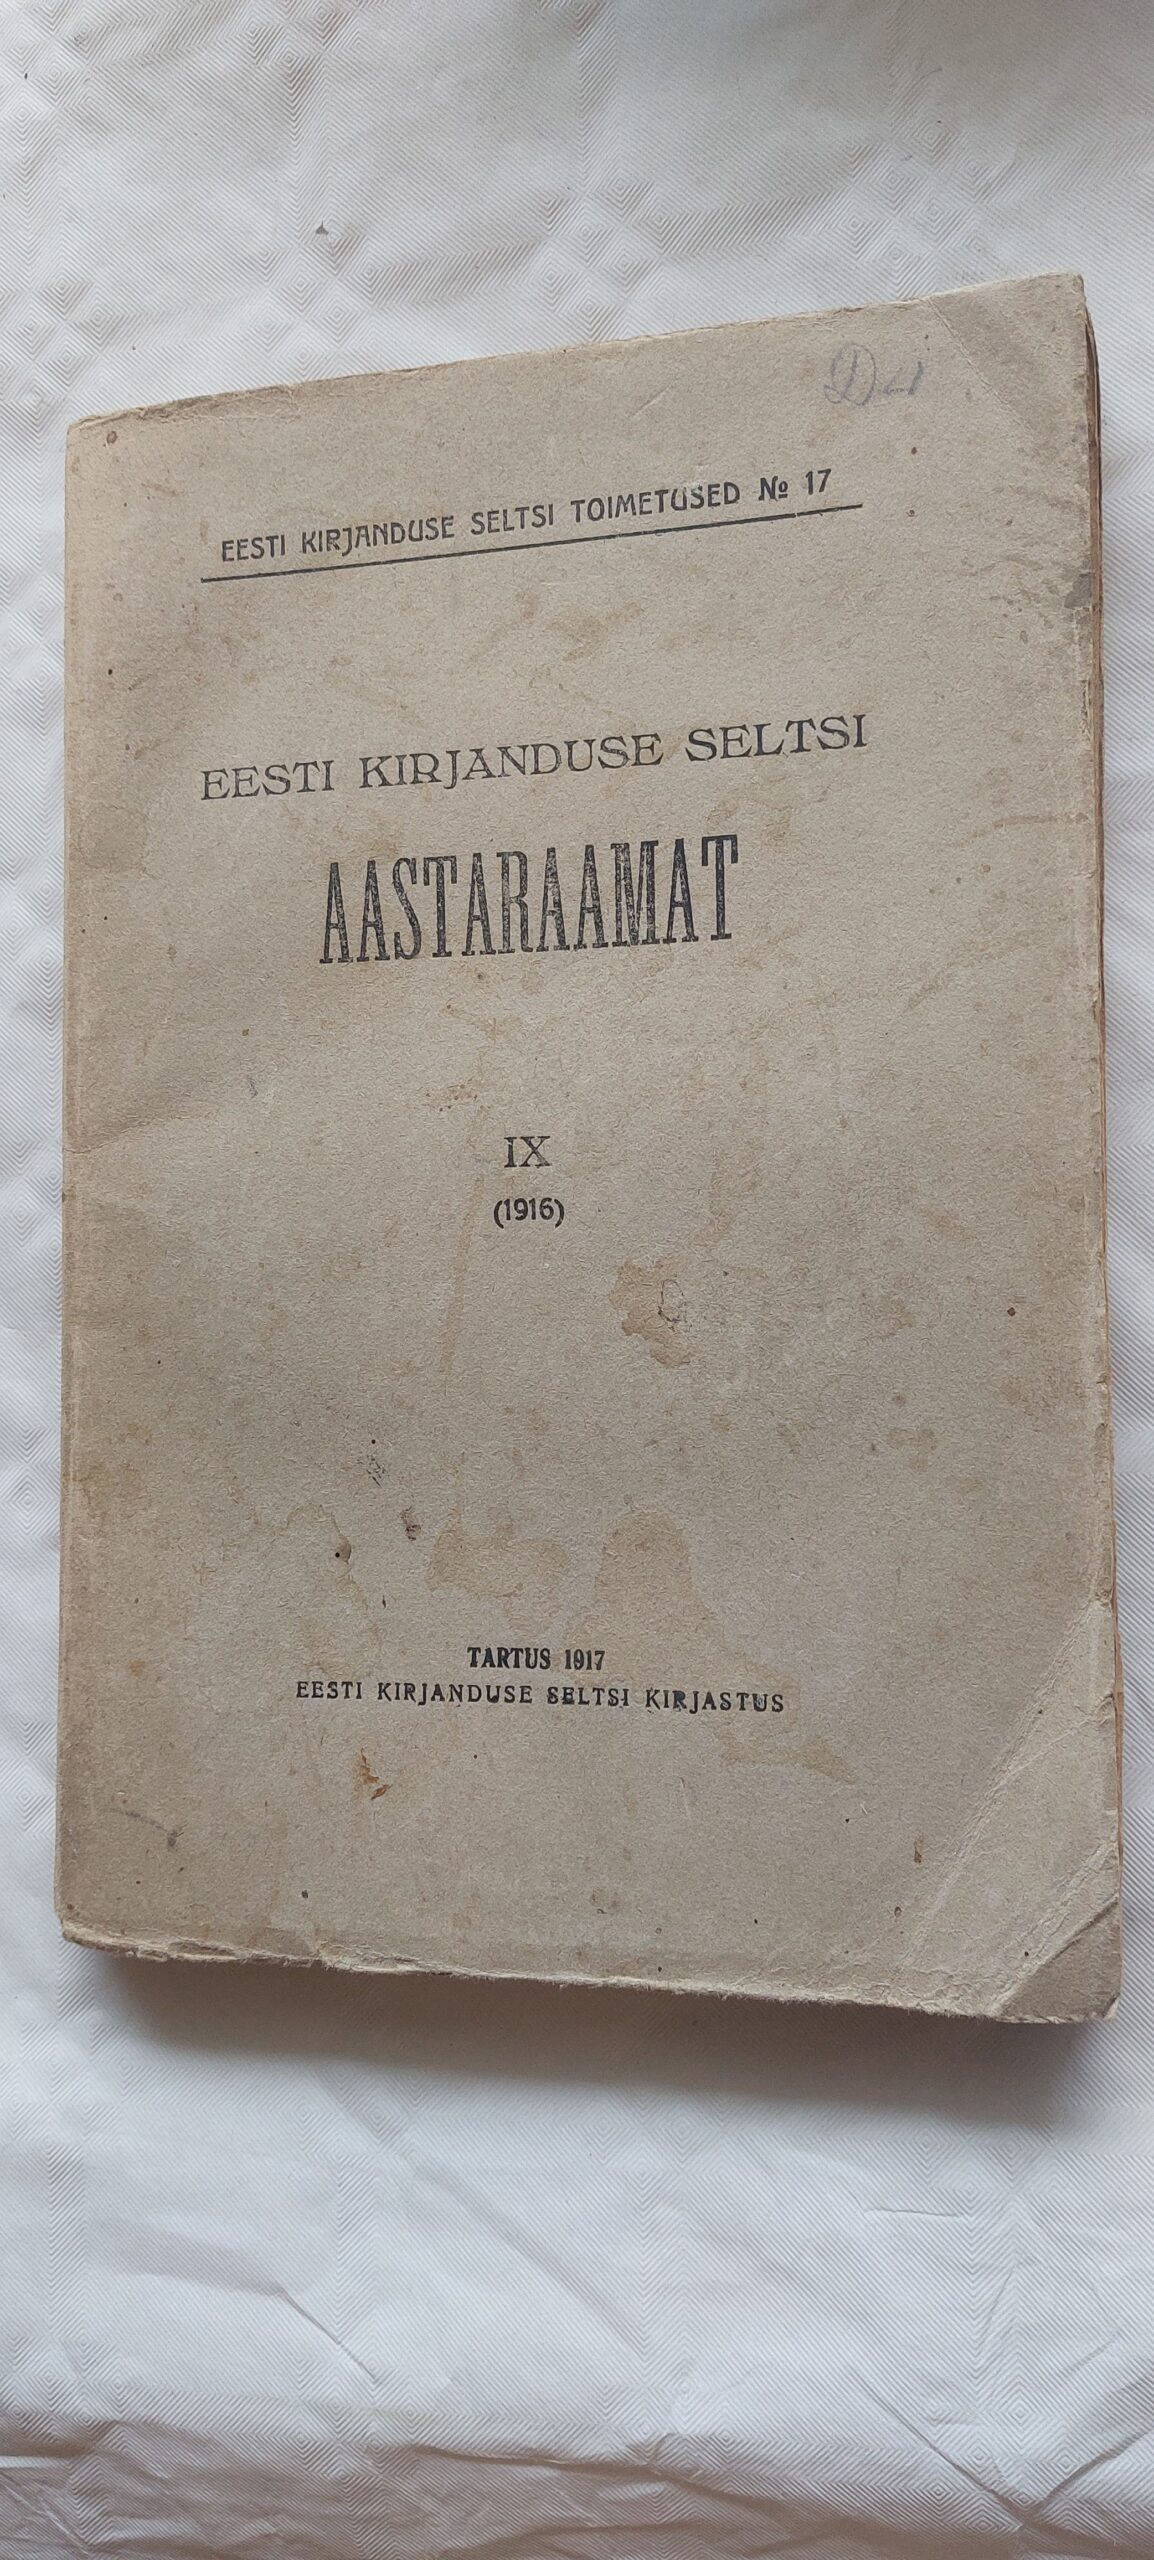 EESTI KIRJANDUSE SELTSI TOIMETUSED № 17
EESTI KIRJANDUSE SELTSI
AASTARAAMAT
IX
(1916)
TARTUS 1917
EESTI KIRJANDUSE SELTSI KIRJASTUS